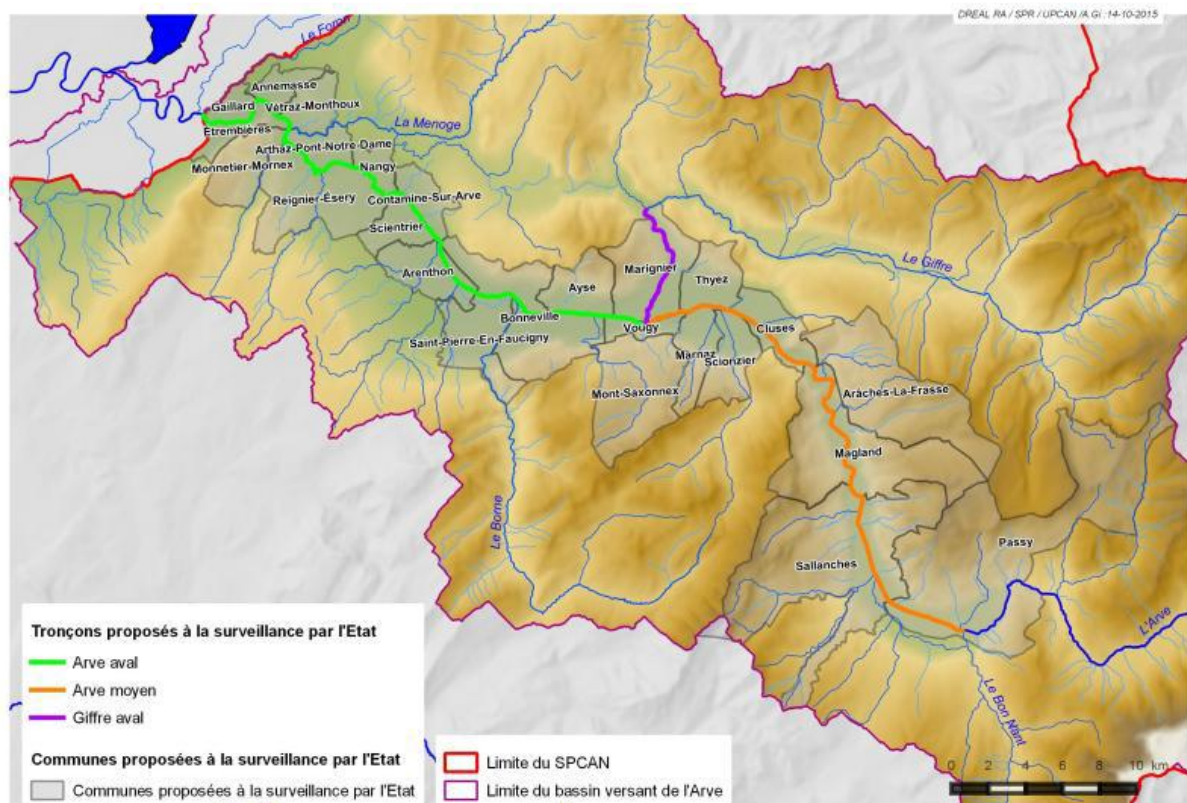 DREAL RA / SPR / UPCAN /A.Gi :14-10-2015
Le Foron
Annemasse
Gaillard
Vétraz-Monthoux
Étrembières
La Menoge
Arthaz-Pont-Notre-Dame
Monnetier-Mornex
Nangy
Reignier-Ésery
Contamine-Sur-Arve
Scientrier
Arenthon
Le Giffre
Marignier
Thyez
Ayse
Bonneville
Vougy
Cluses
Saint-Pierre-En-Faucigny
Marnaz
Scionzier
Mont-Saxonnex
Arâches-La-Frasse
Magland
Le Borne
Passy
Sallanches
L'Arve
Le Bon Nant
Tronçons proposés à la surveillance par l'Etat
Arve aval
Arve moyen
Giffre aval
Communes proposées à la surveillance par l'Etat
Communes proposées à la surveillance par l'Etat
Limite du SPCAN
Limite du bassin versant de l'Arve
0 2 4 6 8 10 km